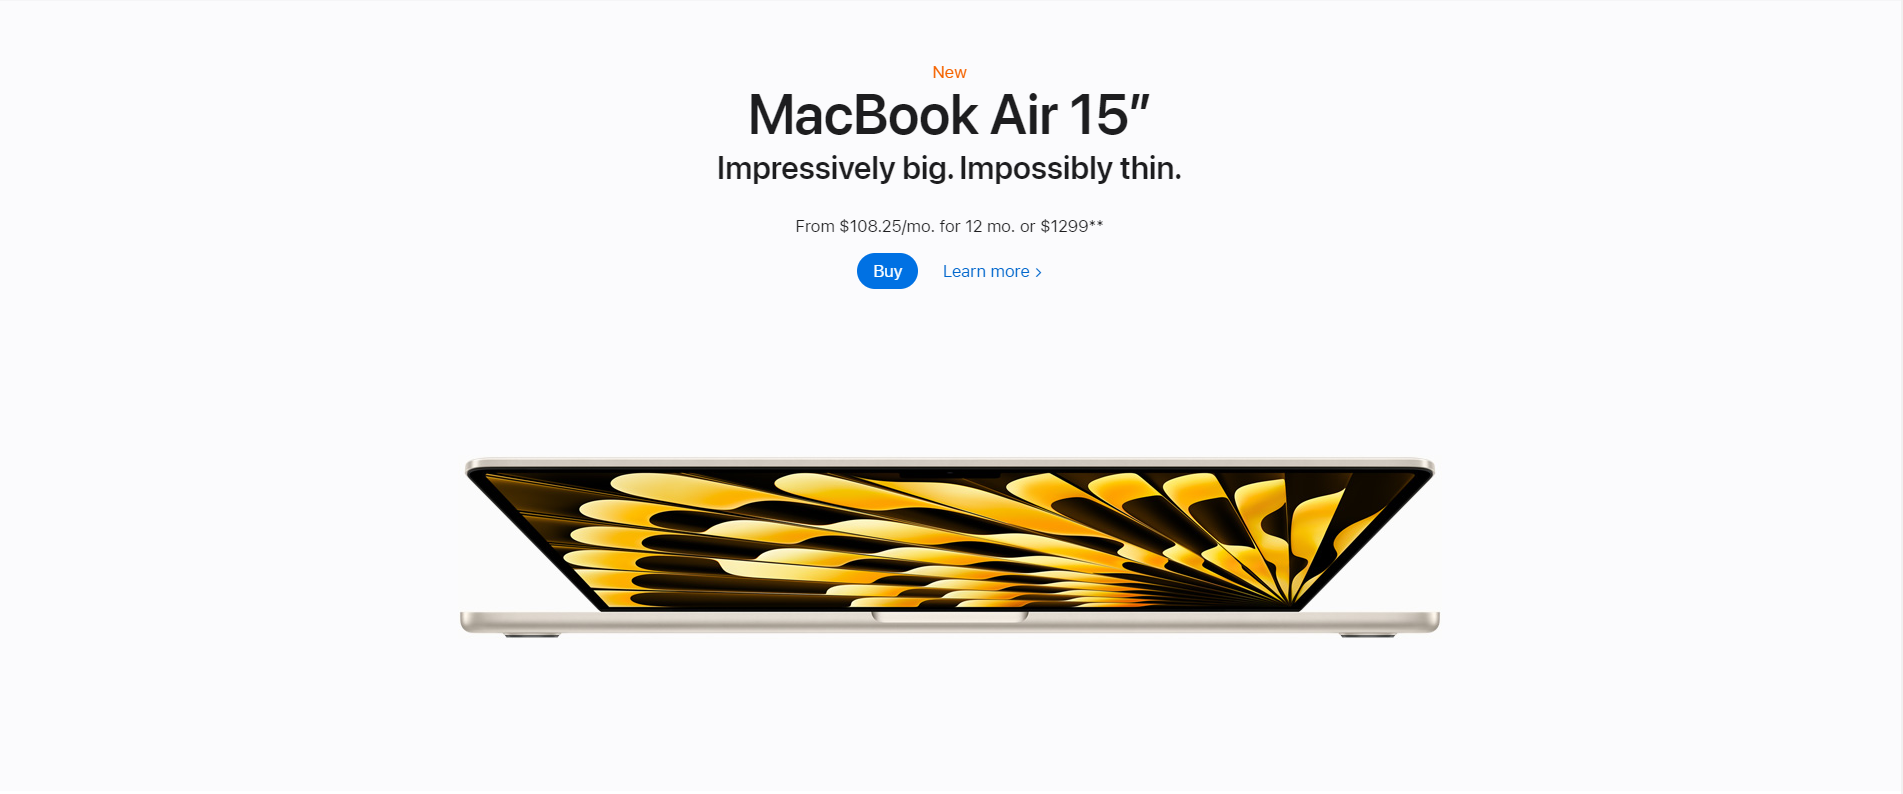 New
MacBook Air 15”
Impressively big. Impossibly thin.
From $108.25/mo. for 12 mo. or $1299**
Buy
Learn more >